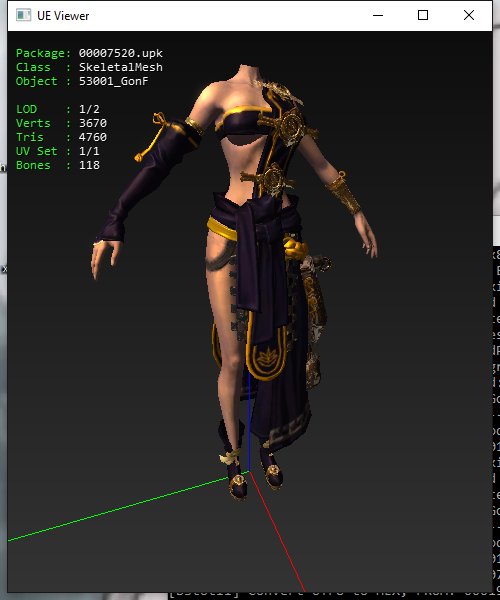 UE Viewer
Package: 00007520.upk
Class : SkeletalMesh
Object : 53001_GonF
LOD : 1/2
Verts : 3670
Tris : 4760
UV Set : 1/1
Bones : 118